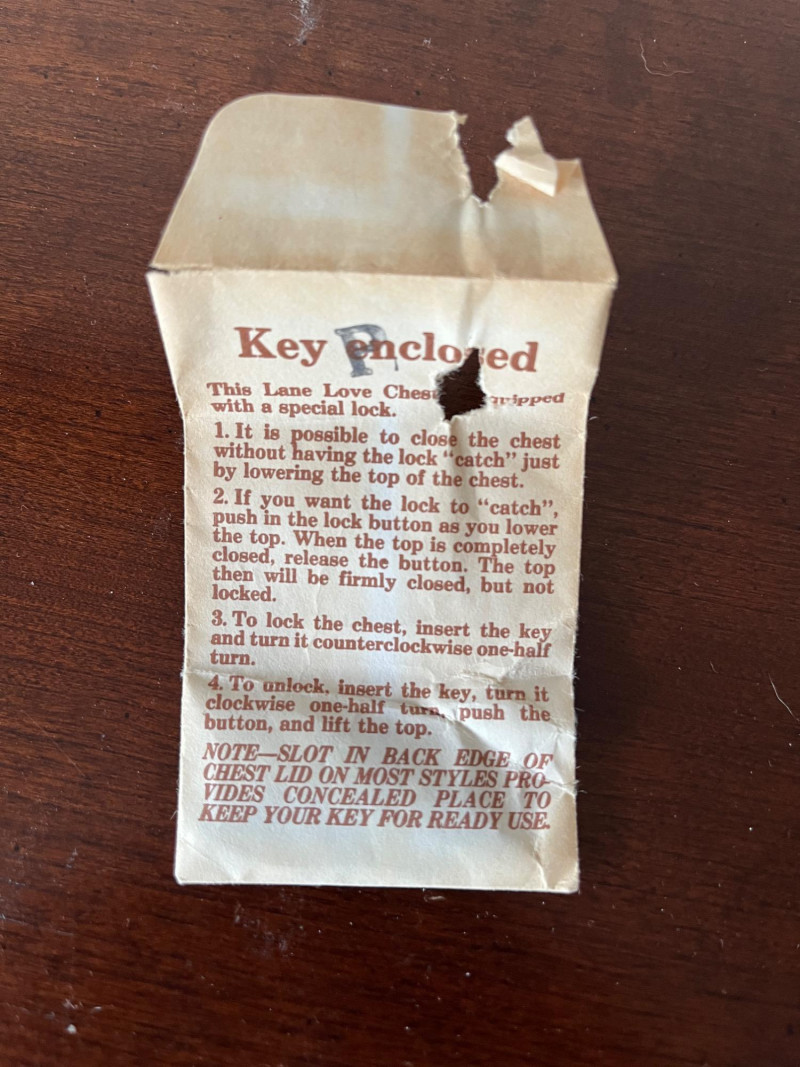 Key enclosed
P
This Lane Love Chest equipped
with a special lock.
1. It is possible to close the chest
without having the lock “catch” just
by lowering the top of the chest.
2. If you want the lock to “catch”,
push in the lock button as you lower
the top. When the top is completely
closed, release the button. The top
then will be firmly closed, but not
locked.
3. To lock the chest, insert the key
and turn it counterclockwise one-half
turn.
4. To unlock, insert the key, turn it
clockwise one-half turn, push the
button, and lift the top.
NOTE—SLOT IN BACK EDGE OF
CHEST LID ON MOST STYLES PRO-
VIDES CONCEALED PLACE TO
KEEP YOUR KEY FOR READY USE.